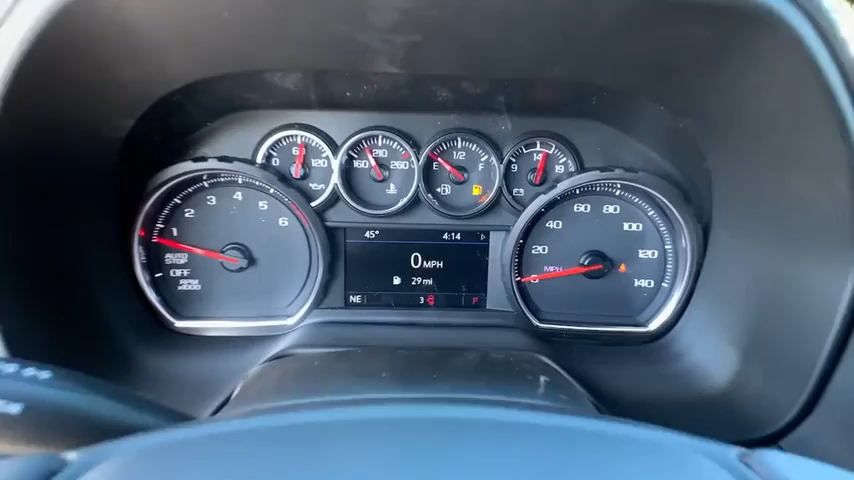 0 60 120
160 210 260
E 1/2 F
9 14 19
1 2 3 4 5 6
AUTO
STOP
OFF
RPM
x1000
45° 4:14
0 MPH
29 mi
NE 3 P
0 20 40 60 80 100 120 140
MPH